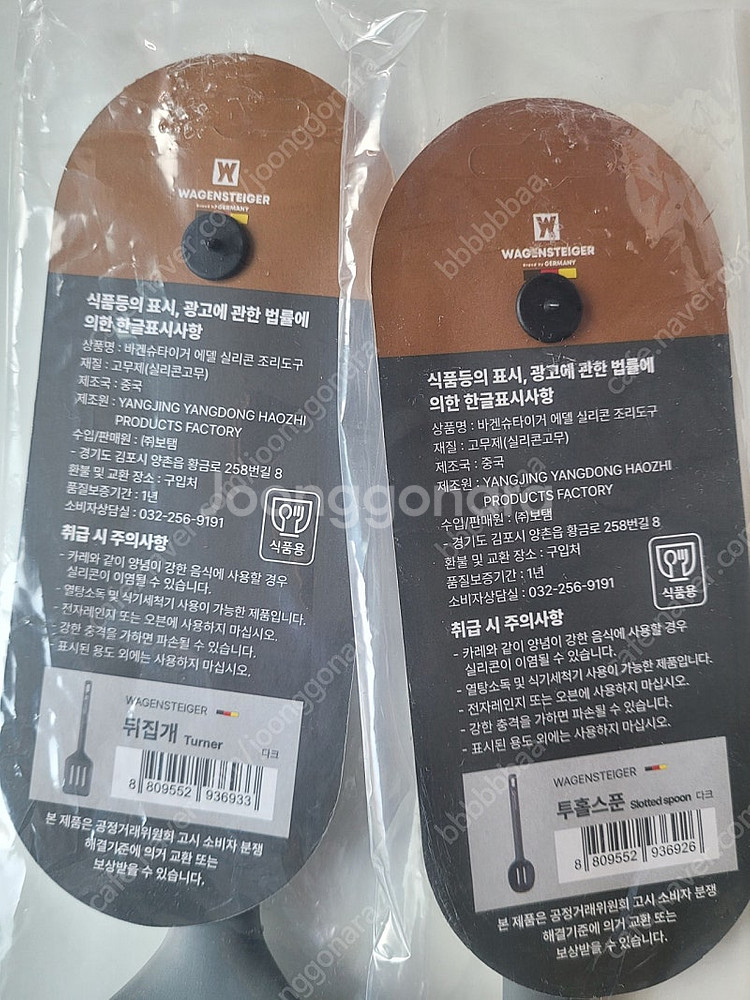 W
WAGENSTEIGER
Brand by GERMANY
식품등의 표시, 광고에 관한 법률에
의한 한글표시사항
상품명 : 바겐슈타이거 에델 실리콘 조리도구
재질 : 고무제(실리콘고무)
제조국 : 중국
제조원 : YANGJING YANGDONG HAOZHI
PRODUCTS FACTORY
수입/판매원 : ㈜보탬
- 경기도 김포시 양촌읍 황금로 258번길 8
환불 및 교환 장소 : 구입처
품질보증기간 : 1년
소비자상담실 : 032-256-9191
식품용
취급 시 주의사항
- 카레와 같이 양념이 강한 음식에 사용할 경우
실리콘이 이염될 수 있습니다.
- 열탕소독 및 식기세척기 사용이 가능한 제품입니다.
- 전자레인지 또는 오븐에 사용하지 마십시오.
- 강한 충격을 가하면 파손될 수 있습니다.
- 표시된 용도 외에는 사용하지 마십시오.
WAGENSTEIGER
뒤집개 Turner 다크
8 809552 936933
본 제품은 공정거래위원회 고시 소비자 분쟁
해결기준에 의거 교환 또는
보상받을 수 있습니다.
W
WAGENSTEIGER
Brand by GERMANY
식품등의 표시, 광고에 관한 법률에
의한 한글표시사항
상품명 : 바겐슈타이거 에델 실리콘 조리도구
재질 : 고무제(실리콘고무)
제조국 : 중국
제조원 : YANGJING YANGDONG HAOZHI
PRODUCTS FACTORY
수입/판매원 : ㈜보탬
- 경기도 김포시 양촌읍 황금로 258번길 8
환불 및 교환 장소 : 구입처
품질보증기간 : 1년
소비자상담실 : 032-256-9191
식품용
취급 시 주의사항
- 카레와 같이 양념이 강한 음식에 사용할 경우
실리콘이 이염될 수 있습니다.
- 열탕소독 및 식기세척기 사용이 가능한 제품입니다.
- 전자레인지 또는 오븐에 사용하지 마십시오.
- 강한 충격을 가하면 파손될 수 있습니다.
- 표시된 용도 외에는 사용하지 마십시오.
WAGENSTEIGER
투홀스푼 Slotted spoon 다크
8 809552 936926
본 제품은 공정거래위원회 고시 소비자 분쟁
해결기준에 의거 교환 또는
보상받을 수 있습니다.
Joonggonara